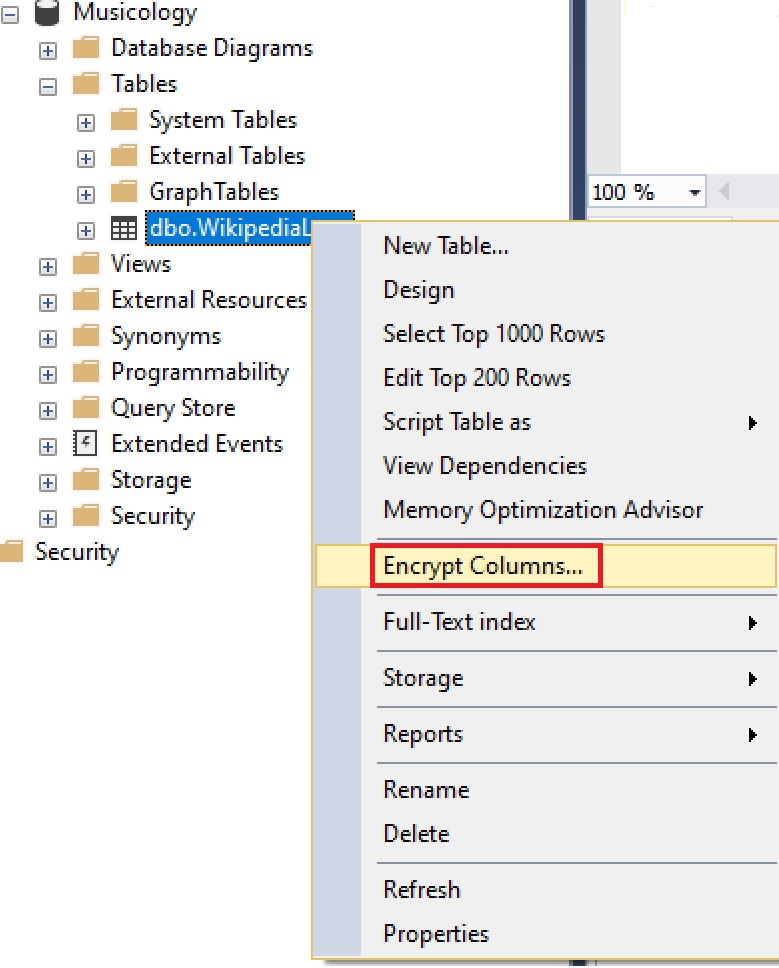 Musicology
Database Diagrams
Tables
System Tables
External Tables
GraphTables
dbo.WikipediaL
Views
External Resources
Synonyms
Programmability
Query Store
Extended Events
Storage
Security
Security
100 %
New Table...
Design
Select Top 1000 Rows
Edit Top 200 Rows
Script Table as
View Dependencies
Memory Optimization Advisor
Encrypt Columns...
Full-Text index
Storage
Reports
Rename
Delete
Refresh
Properties